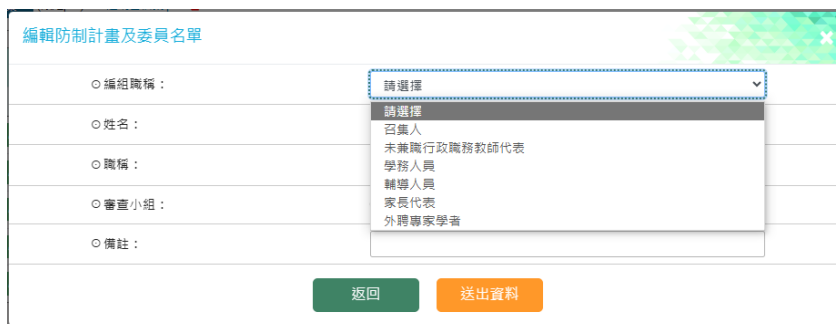 編輯防制計畫及委員名單
⊙編組職稱：
請選擇
請選擇
召集人
⊙姓名：
未兼職行政職務教師代表
學務人員
⊙職稱：
輔導人員
家長代表
⊙審查小組：
外聘專家學者
⊙備註：
返回
送出資料